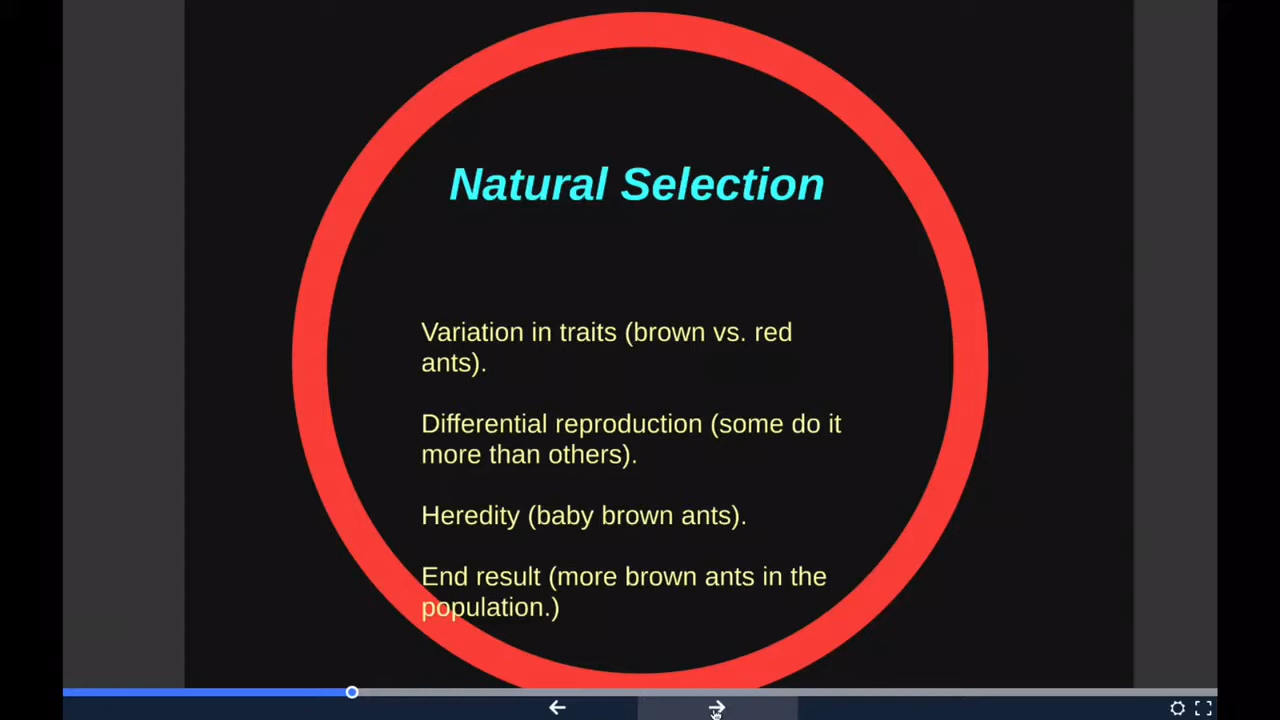 Natural Selection
Variation in traits (brown vs. red
ants).
Differential reproduction (some do it
more than others).
Heredity (baby brown ants).
End result (more brown ants in the
population.)